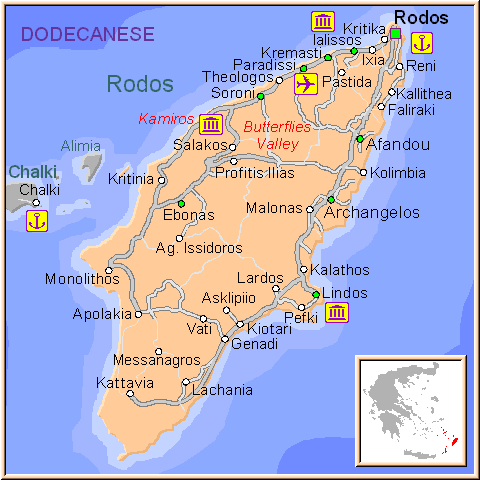 Rodos
DODECANESE
Kritika
Ialissos
Kremasti
Ixia
Paradissi
Reni
Theologos
Pastida
Rodos
Soroni
Kallithea
Faliraki
Kamiros
Butterflies
Valley
Alimia
Salakos
Afandou
Chalki
Profitis Ilias
Kolimbia
Kritinia
Chalki
Malonas
Archangelos
Ebonas
Ag. Issidoros
Monolithos
Kalathos
Lardos
Lindos
Asklipiio
Pefki
Apolakia
Vati
Kiotari
Genadi
Messanagros
Kattavia
Lachania